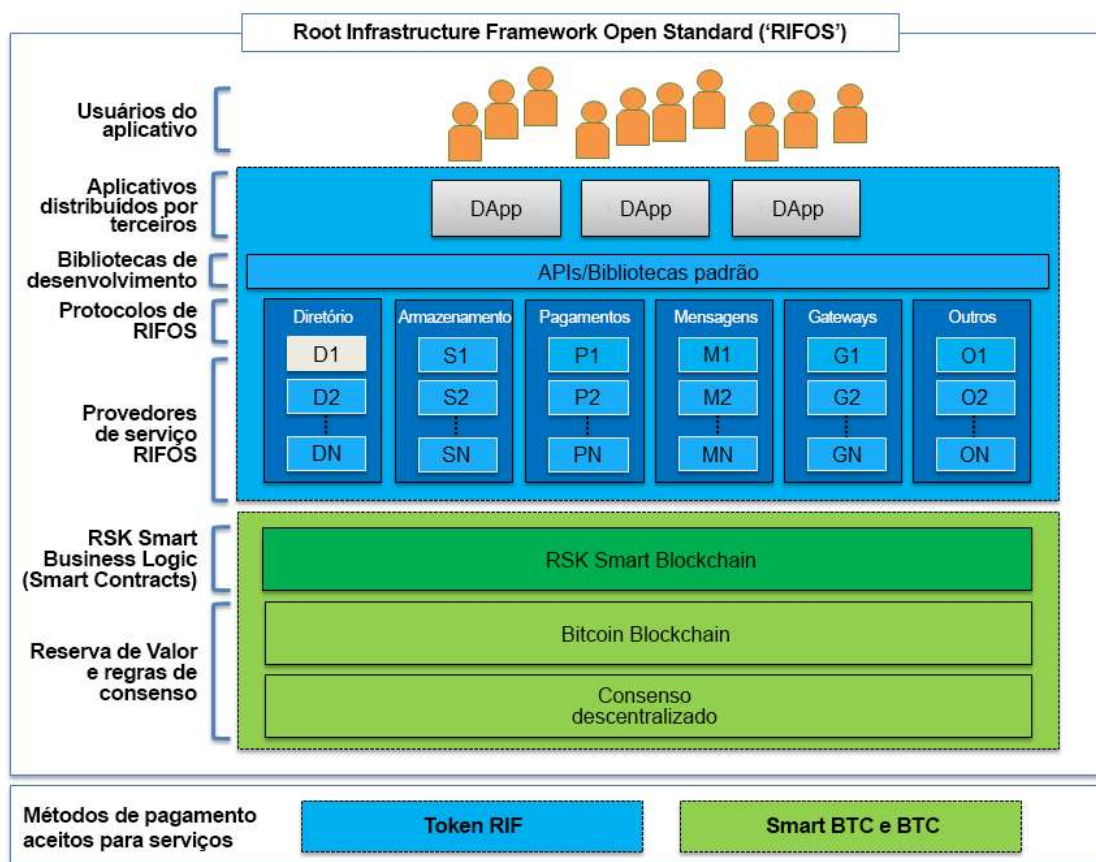 Root Infrastructure Framework Open Standard (‘RIFOS’)
Usuários do
aplicativo
Aplicativos
distribuídos por
terceiros
DApp DApp DApp
Bibliotecas de
desenvolvimento
APIs/Bibliotecas padrão
Protocolos de
RIFOS
Diretório Armazenamento Pagamentos Mensagens Gateways Outros
D1 S1 P1 M1 G1 O1
Provedores
de serviço
RIFOS
D2 S2 P2 M2 G2 O2
DN SN PN MN GN ON
RSK Smart
Business Logic
(Smart Contracts)
RSK Smart Blockchain
Reserva de Valor
e regras de
consenso
Bitcoin Blockchain
Consenso
descentralizado
Métodos de pagamento
aceitos para serviços
Token RIF
Smart BTC e BTC